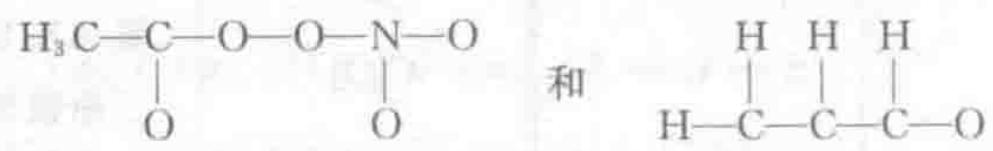 H₃C—C—O—O—N—O
O O
和
H H H
H—C—C—C—O